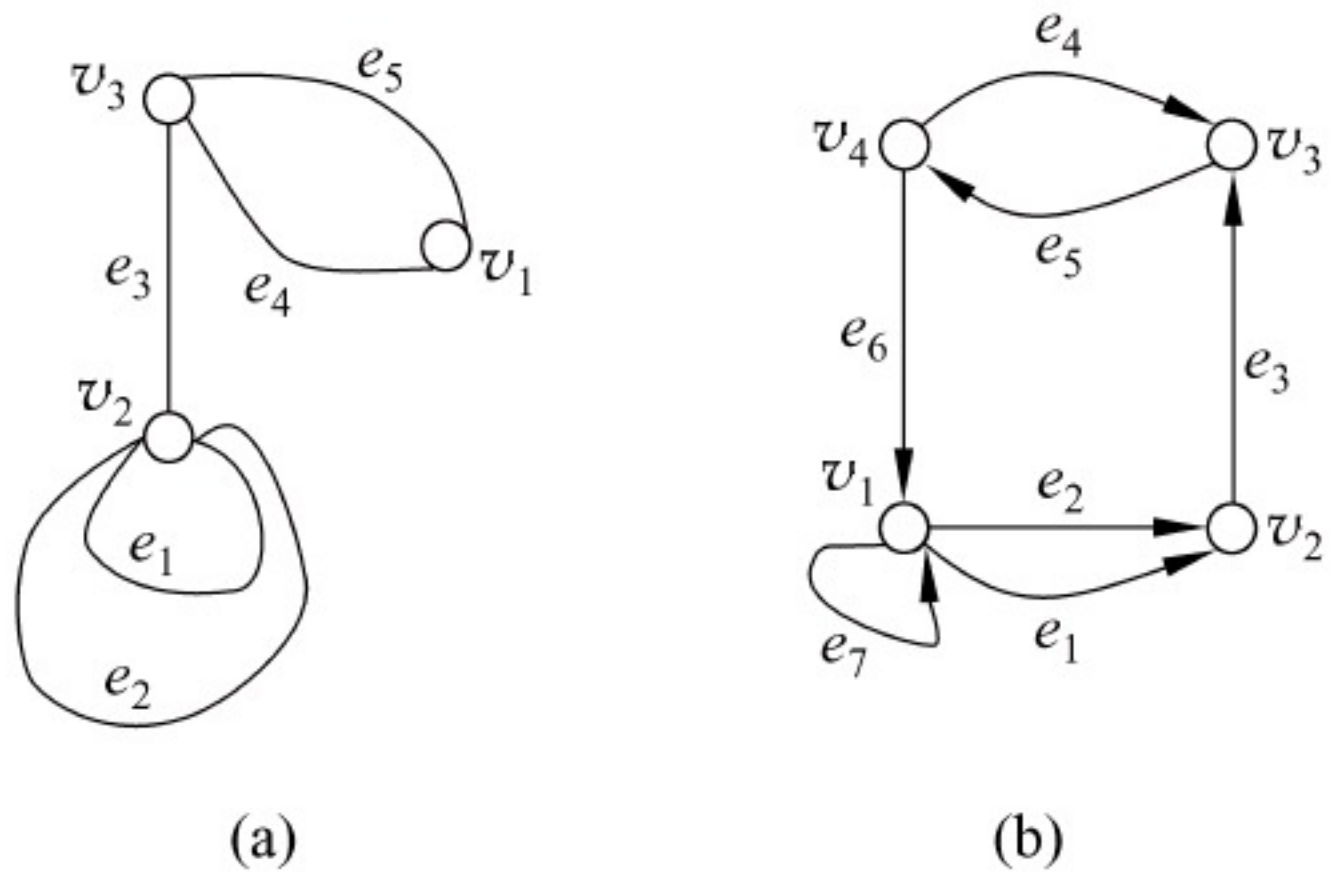 v₃
e₅
v₁
e₄
e₃
v₂
e₁
e₂
(a)
e₄
v₄
v₃
e₅
e₆
e₃
v₁
e₂
v₂
e₇
e₁
(b)